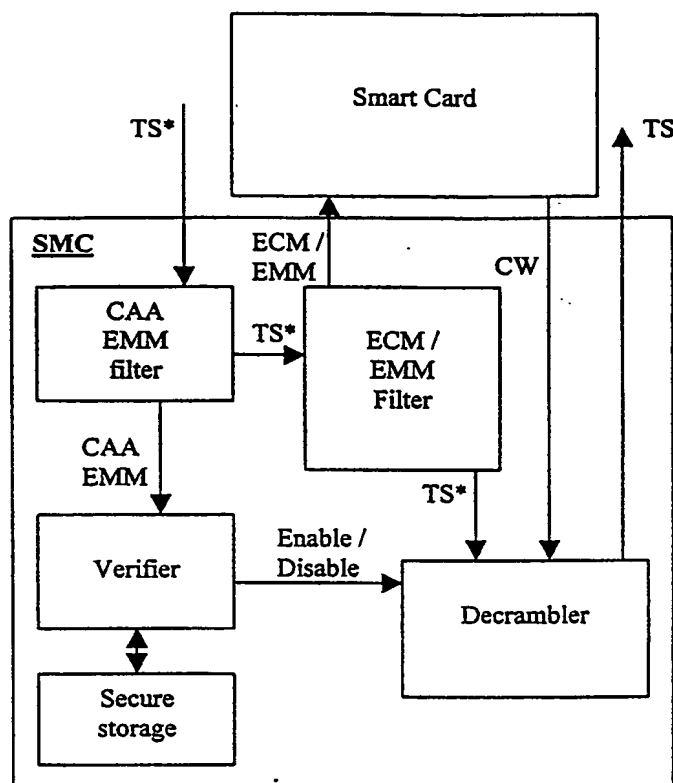 Smart Card
TS*
TS
SMC
ECM /
EMM
CW
CAA
EMM
filter
TS*
ECM /
EMM
Filter
CAA
EMM
TS*
Verifier
Enable /
Disable
Decrambler
Secure
storage